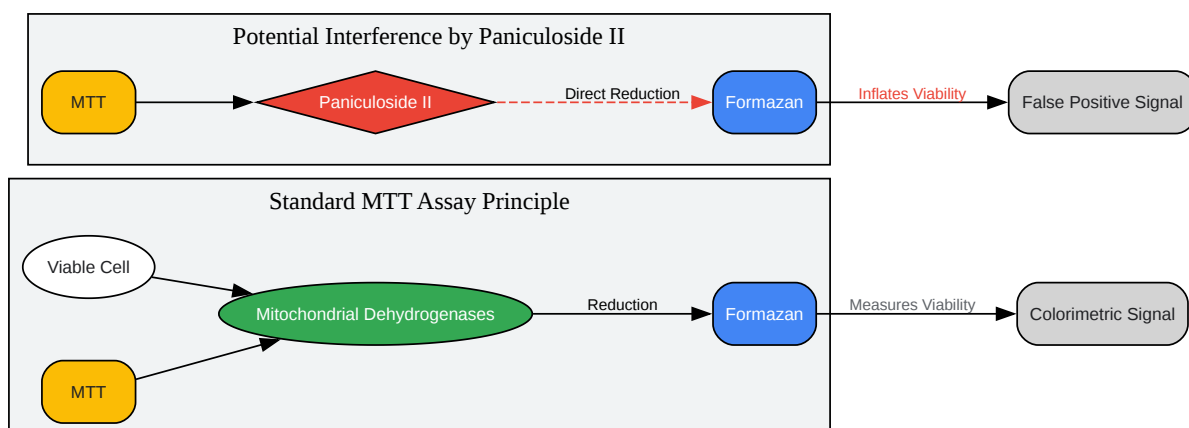 Potential Interference by Paniculoside II
MTT
Paniculoside II
Direct Reduction
Formazan
Inflates Viability
False Positive Signal
Standard MTT Assay Principle
Viable Cell
MTT
Mitochondrial Dehydrogenases
Reduction
Formazan
Measures Viability
Colorimetric Signal